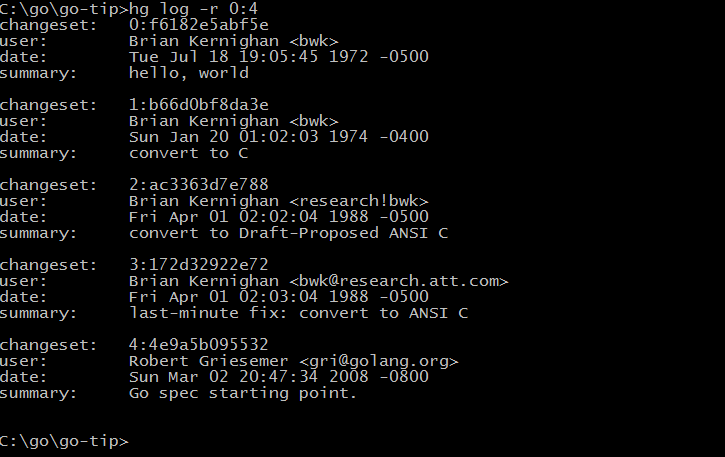 C:\go\go-tip>hg log -r 0:4
changeset:   0:f6182e5abf5e
user:        Brian Kernighan <bwk>
date:        Tue Jul 18 19:05:45 1972 -0500
summary:     hello, world

changeset:   1:b66d0bf8da3e
user:        Brian Kernighan <bwk>
date:        Sun Jan 20 01:02:03 1974 -0400
summary:     convert to C

changeset:   2:ac3363d7e788
user:        Brian Kernighan <research!bwk>
date:        Fri Apr 01 02:02:04 1988 -0500
summary:     convert to Draft-Proposed ANSI C

changeset:   3:172d32922e72
user:        Brian Kernighan <bwk@research.att.com>
date:        Fri Apr 01 02:03:04 1988 -0500
summary:     last-minute fix: convert to ANSI C

changeset:   4:4e9a5b095532
user:        Robert Griesemer <gri@golang.org>
date:        Sun Mar 02 20:47:34 2008 -0800
summary:     Go spec starting point.

C:\go\go-tip>